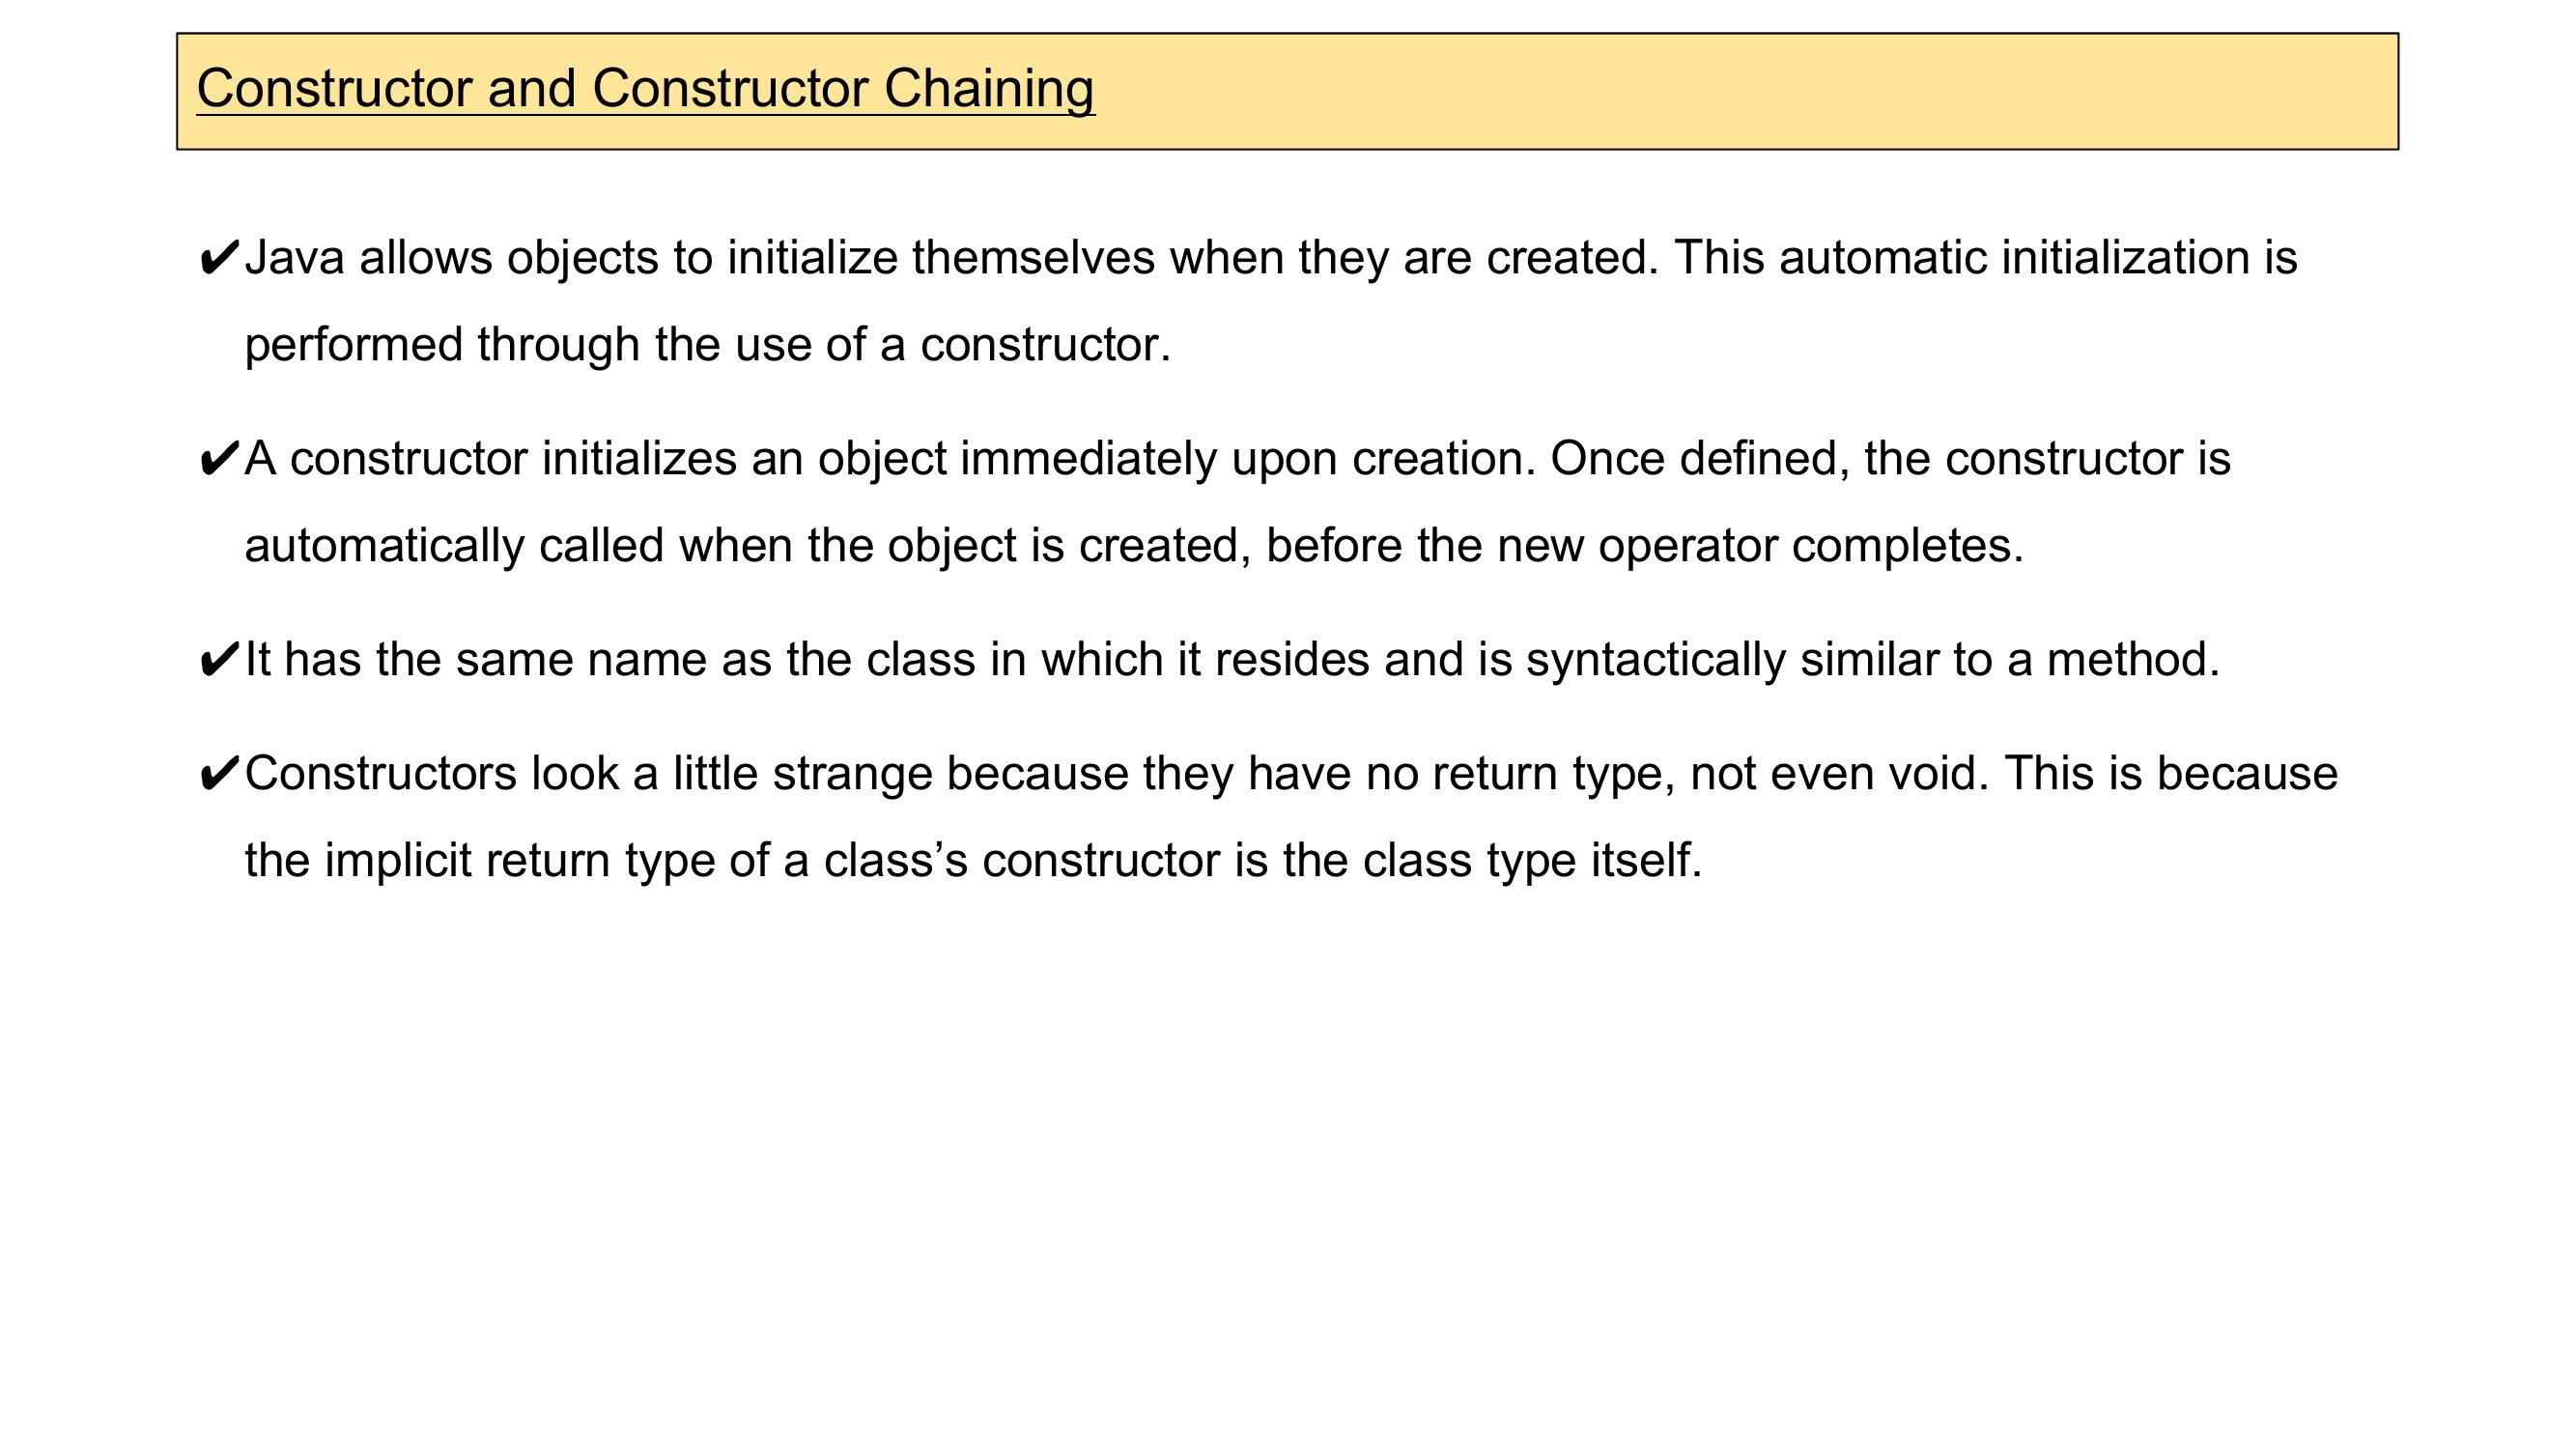 Constructor and Constructor Chaining
✔Java allows objects to initialize themselves when they are created. This automatic initialization is
performed through the use of a constructor.
✔A constructor initializes an object immediately upon creation. Once defined, the constructor is
automatically called when the object is created, before the new operator completes.
✔It has the same name as the class in which it resides and is syntactically similar to a method.
✔Constructors look a little strange because they have no return type, not even void. This is because
the implicit return type of a class’s constructor is the class type itself.